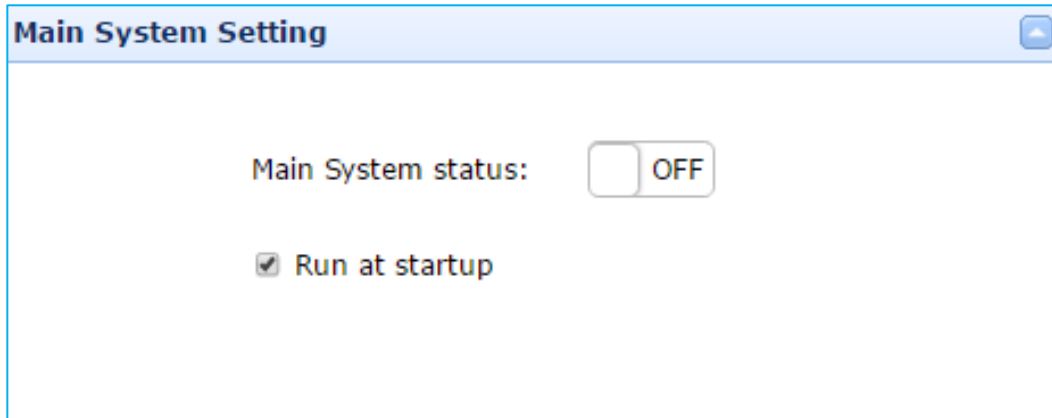 Main System Setting
Main System status: OFF
Run at startup